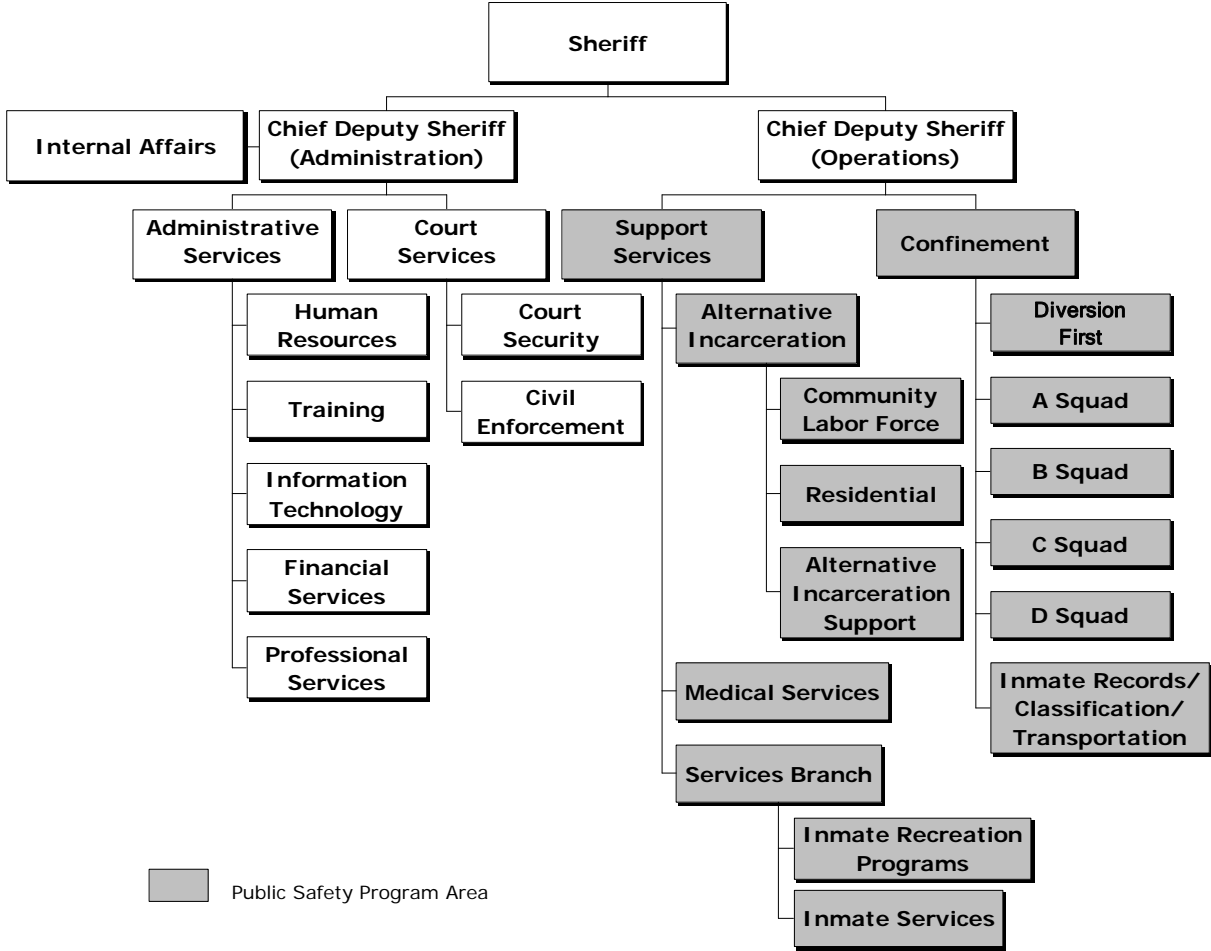 Sheriff
Internal Affairs
Chief Deputy Sheriff
(Administration)
Chief Deputy Sheriff
(Operations)
Administrative
Services
Court
Services
Support
Services
Confinement
Human
Resources
Training
Information
Technology
Financial
Services
Professional
Services
Court
Security
Civil
Enforcement
Alternative
Incarceration
Community
Labor Force
Residential
Alternative
Incarceration
Support
Medical Services
Services Branch
Inmate Recreation
Programs
Inmate Services
Diversion
First
A Squad
B Squad
C Squad
D Squad
Inmate Records/
Classification/
Transportation
Public Safety Program Area